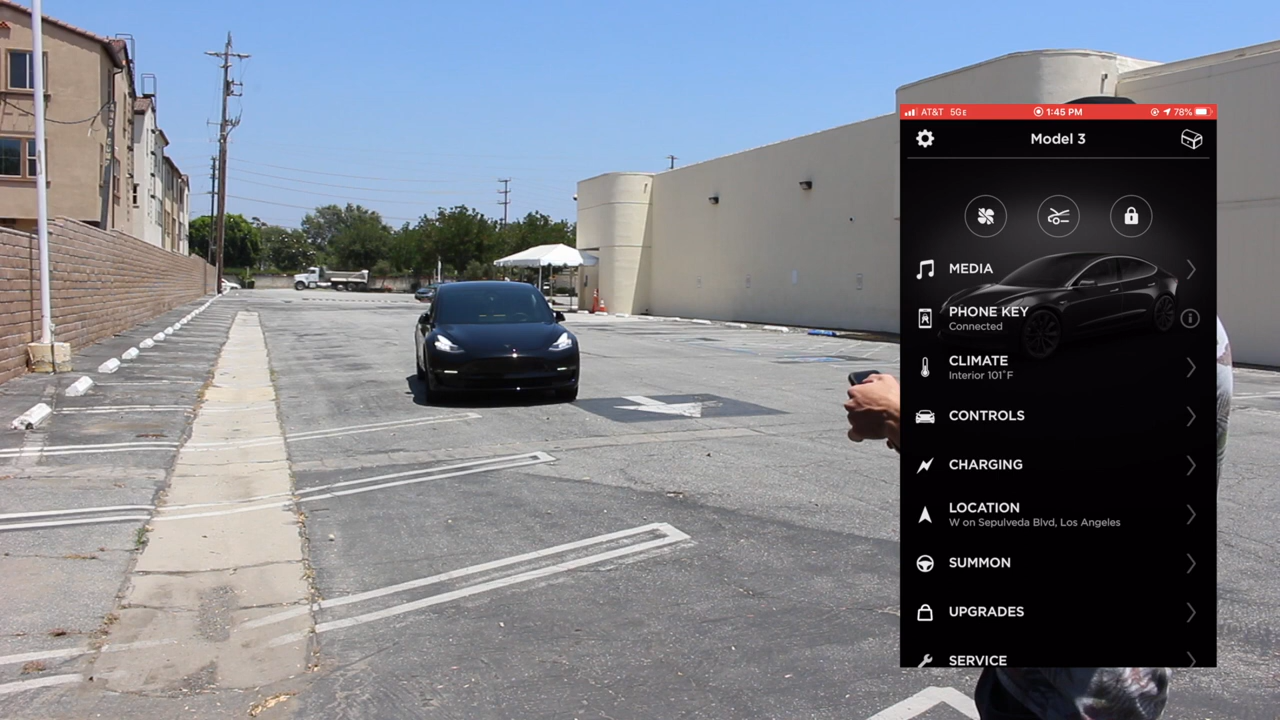 AT&T 5GE 1:45 PM 78%
Model 3
MEDIA
PHONE KEY
Connected
CLIMATE
Interior 101°F
CONTROLS
CHARGING
LOCATION
W on Sepulveda Blvd, Los Angeles
SUMMON
UPGRADES
SERVICE